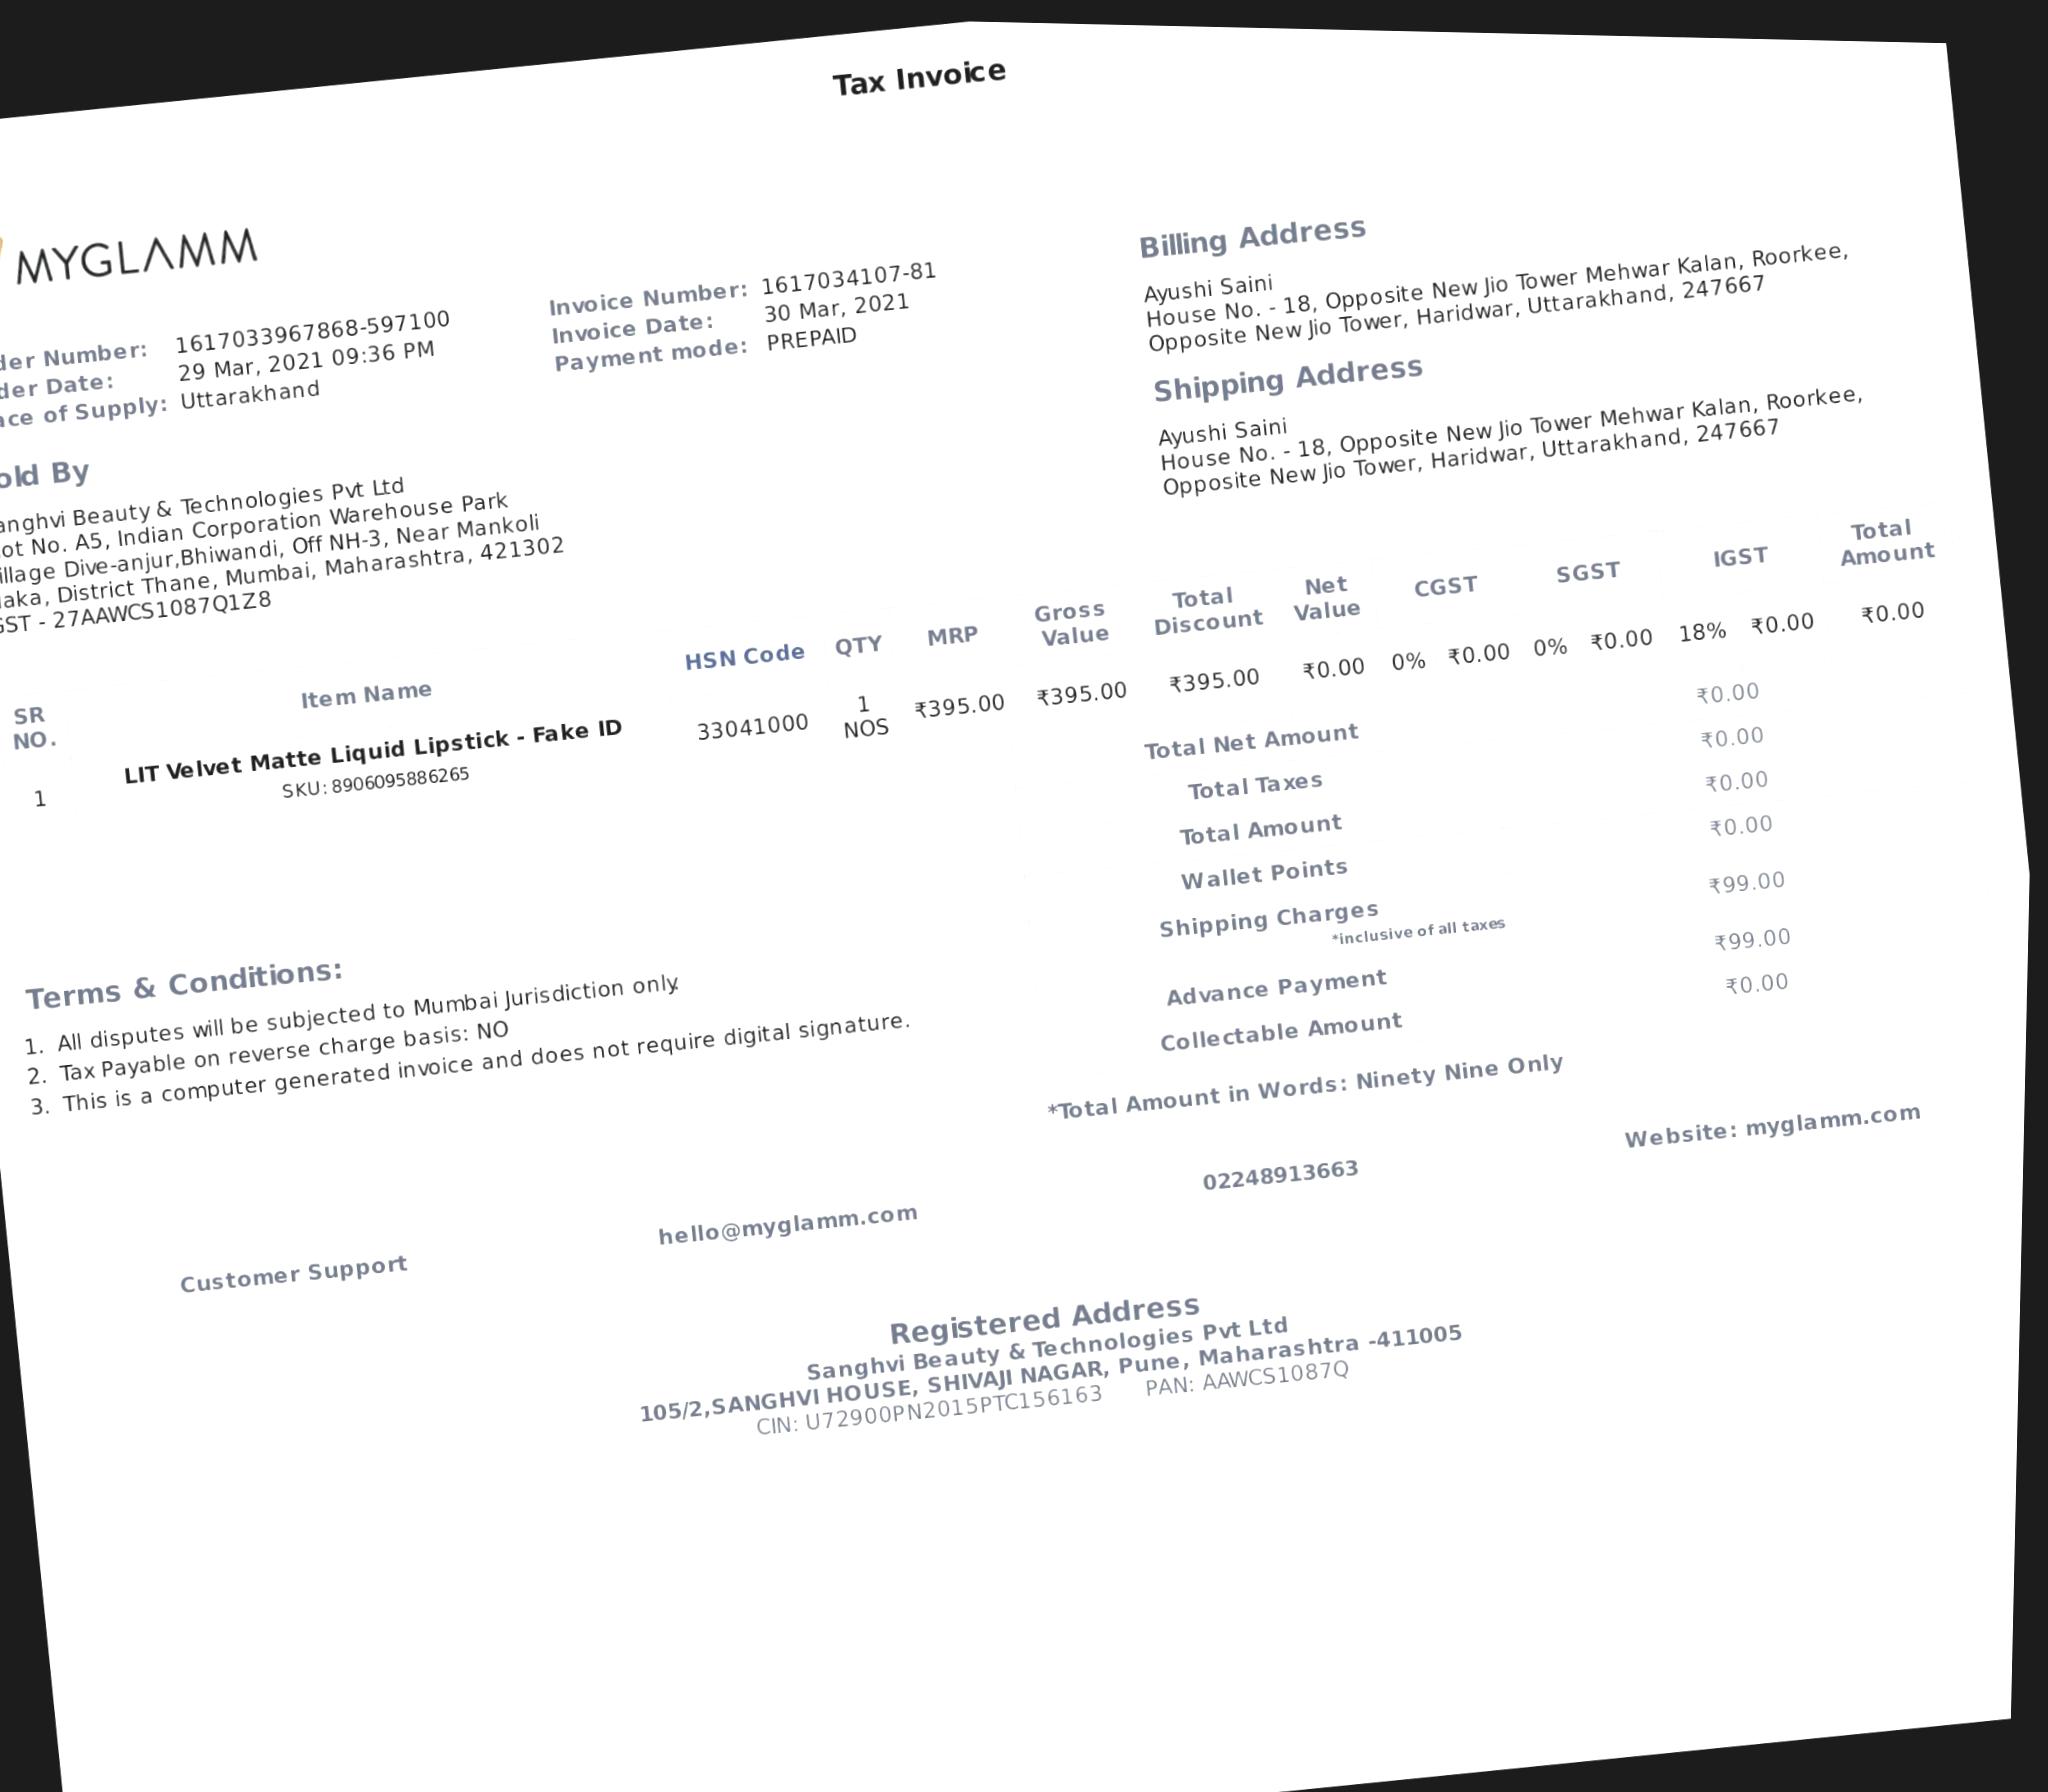 Tax Invoice
MYGLAMM
der Number: 1617033967868-597100
der Date: 29 Mar, 2021 09:36 PM
ace of Supply: Uttarakhand
Invoice Number: 1617034107-81
Invoice Date: 30 Mar, 2021
Payment mode: PREPAID
Billing Address
Ayushi Saini
House No. - 18, Opposite New Jio Tower Mehwar Kalan, Roorkee,
Opposite New Jio Tower, Haridwar, Uttarakhand, 247667
Shipping Address
Ayushi Saini
House No. - 18, Opposite New Jio Tower Mehwar Kalan, Roorkee,
Opposite New Jio Tower, Haridwar, Uttarakhand, 247667
old By
anghvi Beauty & Technologies Pvt Ltd
ot No. A5, Indian Corporation Warehouse Park
illage Dive-anjur,Bhiwandi, Off NH-3, Near Mankoli
aka, District Thane, Mumbai, Maharashtra, 421302
GST - 27AAWCS1087Q1Z8
SR NO. Item Name HSN Code QTY MRP Gross Value Total Discount Net Value CGST SGST IGST Total Amount
1 LIT Velvet Matte Liquid Lipstick - Fake ID 33041000 1 NOS ₹395.00 ₹395.00 ₹395.00 ₹0.00 0% ₹0.00 0% ₹0.00 18% ₹0.00 ₹0.00
SKU: 8906095886265
Total Net Amount ₹0.00
Total Taxes ₹0.00
Total Amount ₹0.00
Wallet Points ₹0.00
Shipping Charges ₹99.00
*inclusive of all taxes
Advance Payment ₹99.00
Collectable Amount ₹0.00
*Total Amount in Words: Ninety Nine Only
Terms & Conditions:
1. All disputes will be subjected to Mumbai Jurisdiction only.
2. Tax Payable on reverse charge basis: NO
3. This is a computer generated invoice and does not require digital signature.
Customer Support hello@myglamm.com 02248913663 Website: myglamm.com
Registered Address
Sanghvi Beauty & Technologies Pvt Ltd
105/2,SANGHVI HOUSE, SHIVAJI NAGAR, Pune, Maharashtra -411005
CIN: U72900PN2015PTC156163 PAN: AAWCS1087Q